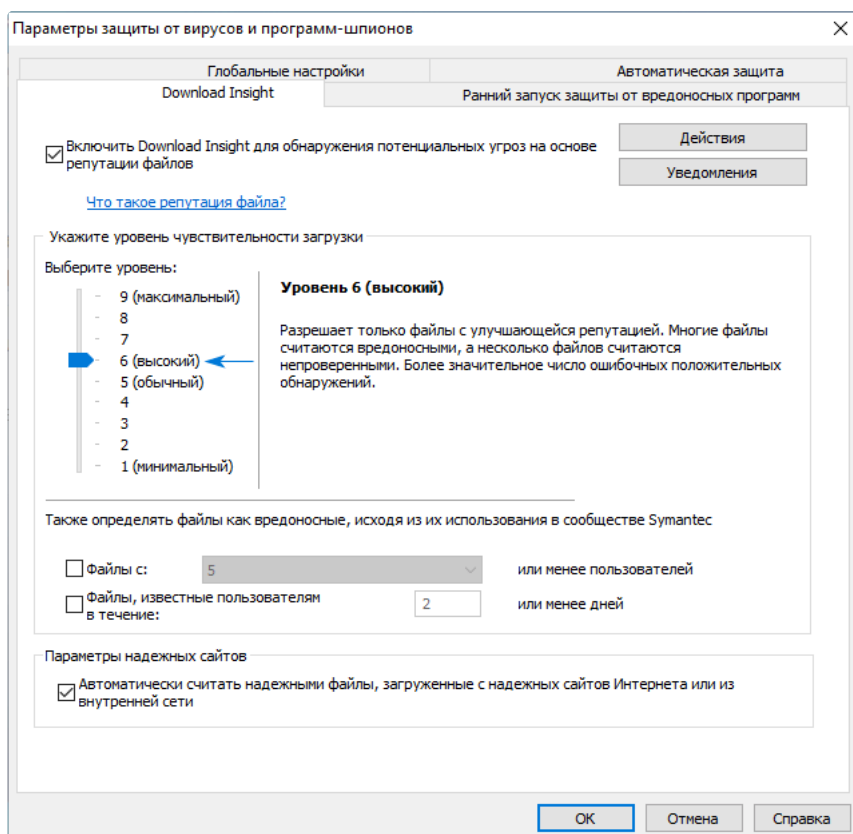 Параметры защиты от вирусов и программ-шпионов
Глобальные настройки
Автоматическая защита
Download Insight
Ранний запуск защиты от вредоносных программ
Включить Download Insight для обнаружения потенциальных угроз на основе
репутации файлов
Действия
Уведомления
Что такое репутация файла?
Укажите уровень чувствительности загрузки
Выберите уровень:
9 (максимальный)
8
7
6 (высокий)
5 (обычный)
4
3
2
1 (минимальный)
Уровень 6 (высокий)
Разрешает только файлы с улучшающейся репутацией. Многие файлы
считаются вредоносными, а несколько файлов считаются
непроверенными. Более значительное число ошибочных положительных
обнаружений.
Также определять файлы как вредоносные, исходя из их использования в сообществе Symantec
Файлы с:
5
или менее пользователей
Файлы, известные пользователям
в течение:
2
или менее дней
Параметры надежных сайтов
Автоматически считать надежными файлы, загруженные с надежных сайтов Интернета или из
внутренней сети
OK
Отмена
Справка